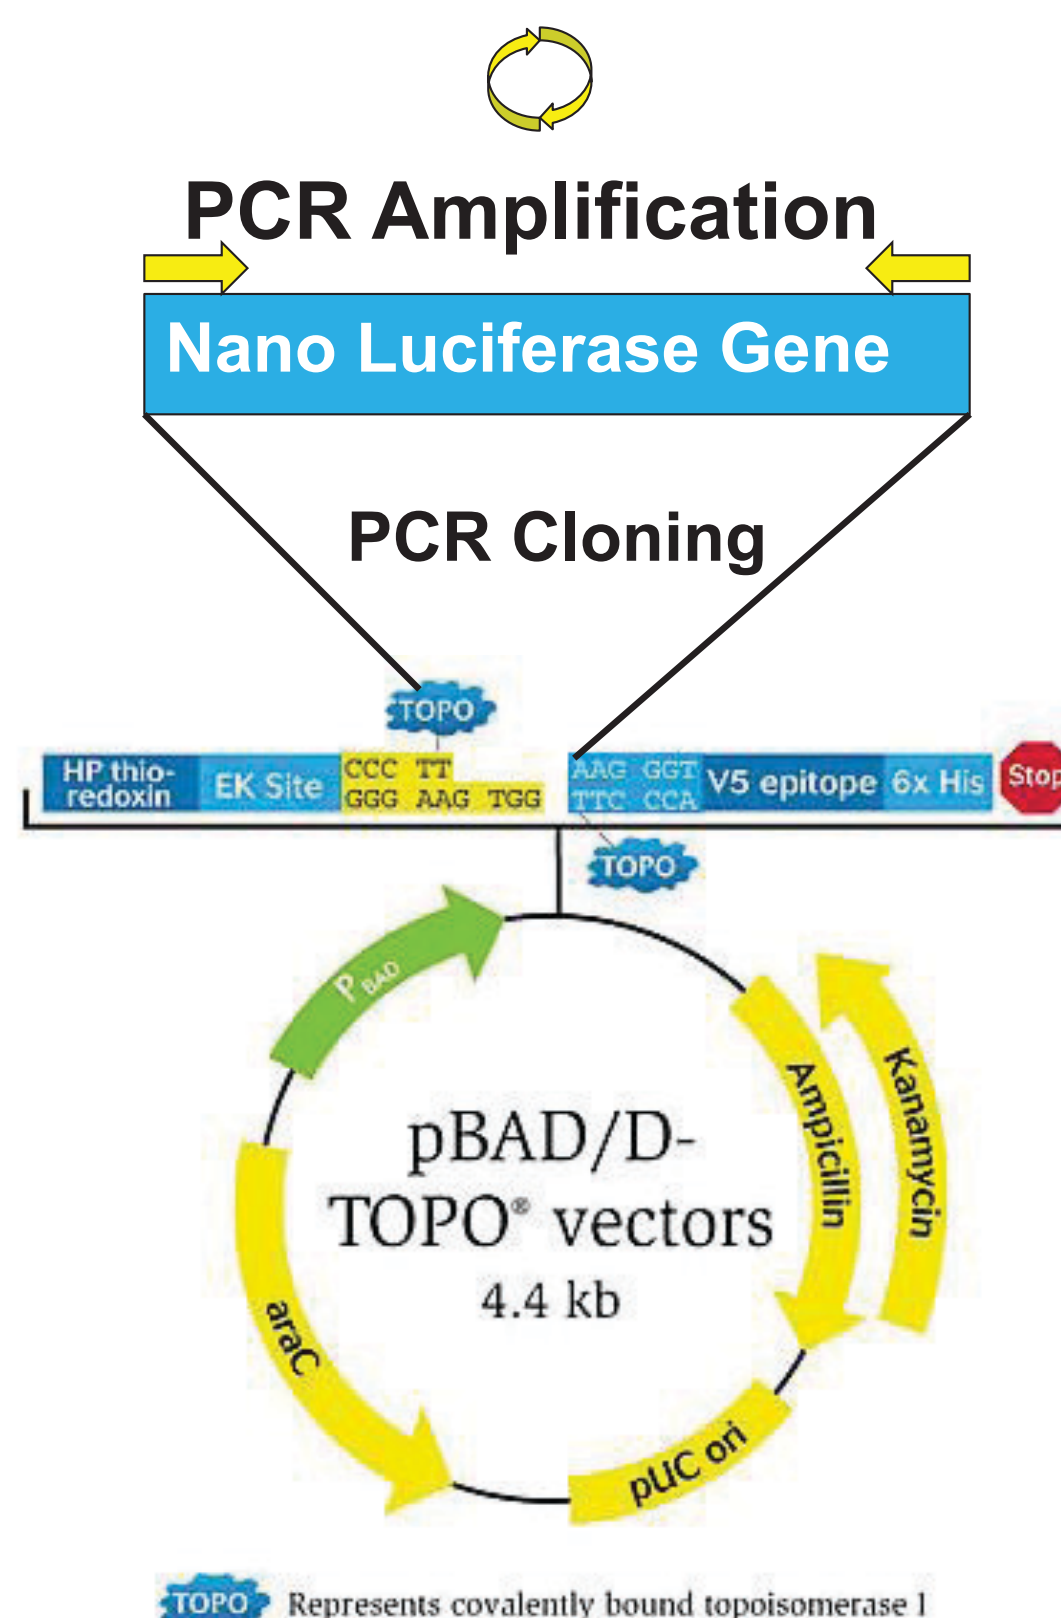 PCR Amplification
Nano Luciferase Gene
PCR Cloning
TOPO
HP thio-
redoxin
EK Site
CCC TT
GGG AAG TGG
AAG GGT
TTC CCA
V5 epitope
6x His
Stop
TOPO
PBAD
Ampicillin
Kanamycin
pBAD/D-
TOPO® vectors
4.4 kb
araC
pUC ori
TOPO Represents covalently bound topoisomerase I